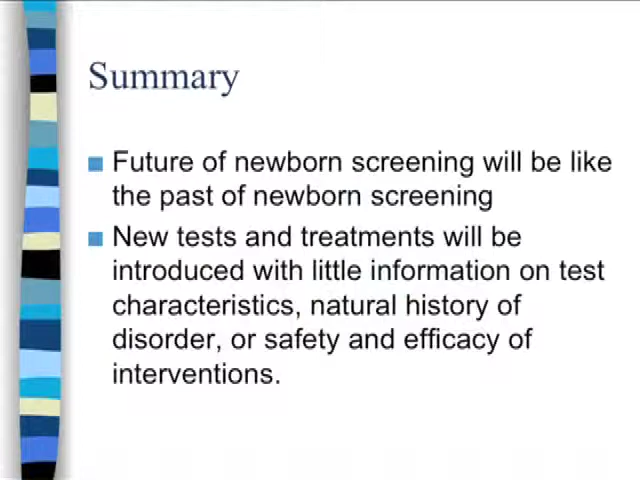 Summary
Future of newborn screening will be like
the past of newborn screening
New tests and treatments will be
introduced with little information on test
characteristics, natural history of
disorder, or safety and efficacy of
interventions.